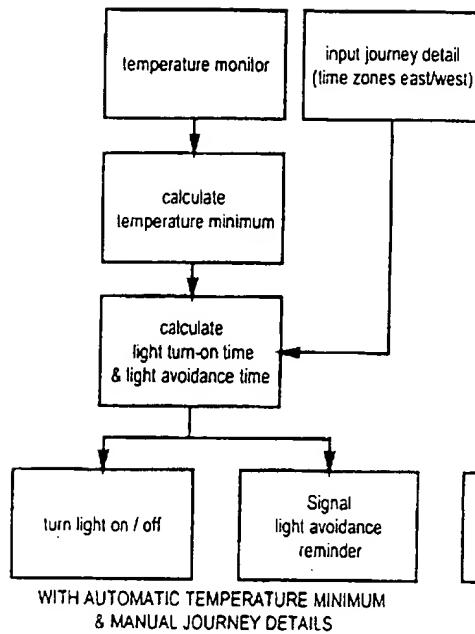 temperature monitor
input journey detail
(time zones east/west)
calculate
temperature minimum
calculate
light turn-on time
& light avoidance time
turn light on / off
Signal
light avoidance
reminder
WITH AUTOMATIC TEMPERATURE MINIMUM
& MANUAL JOURNEY DETAILS